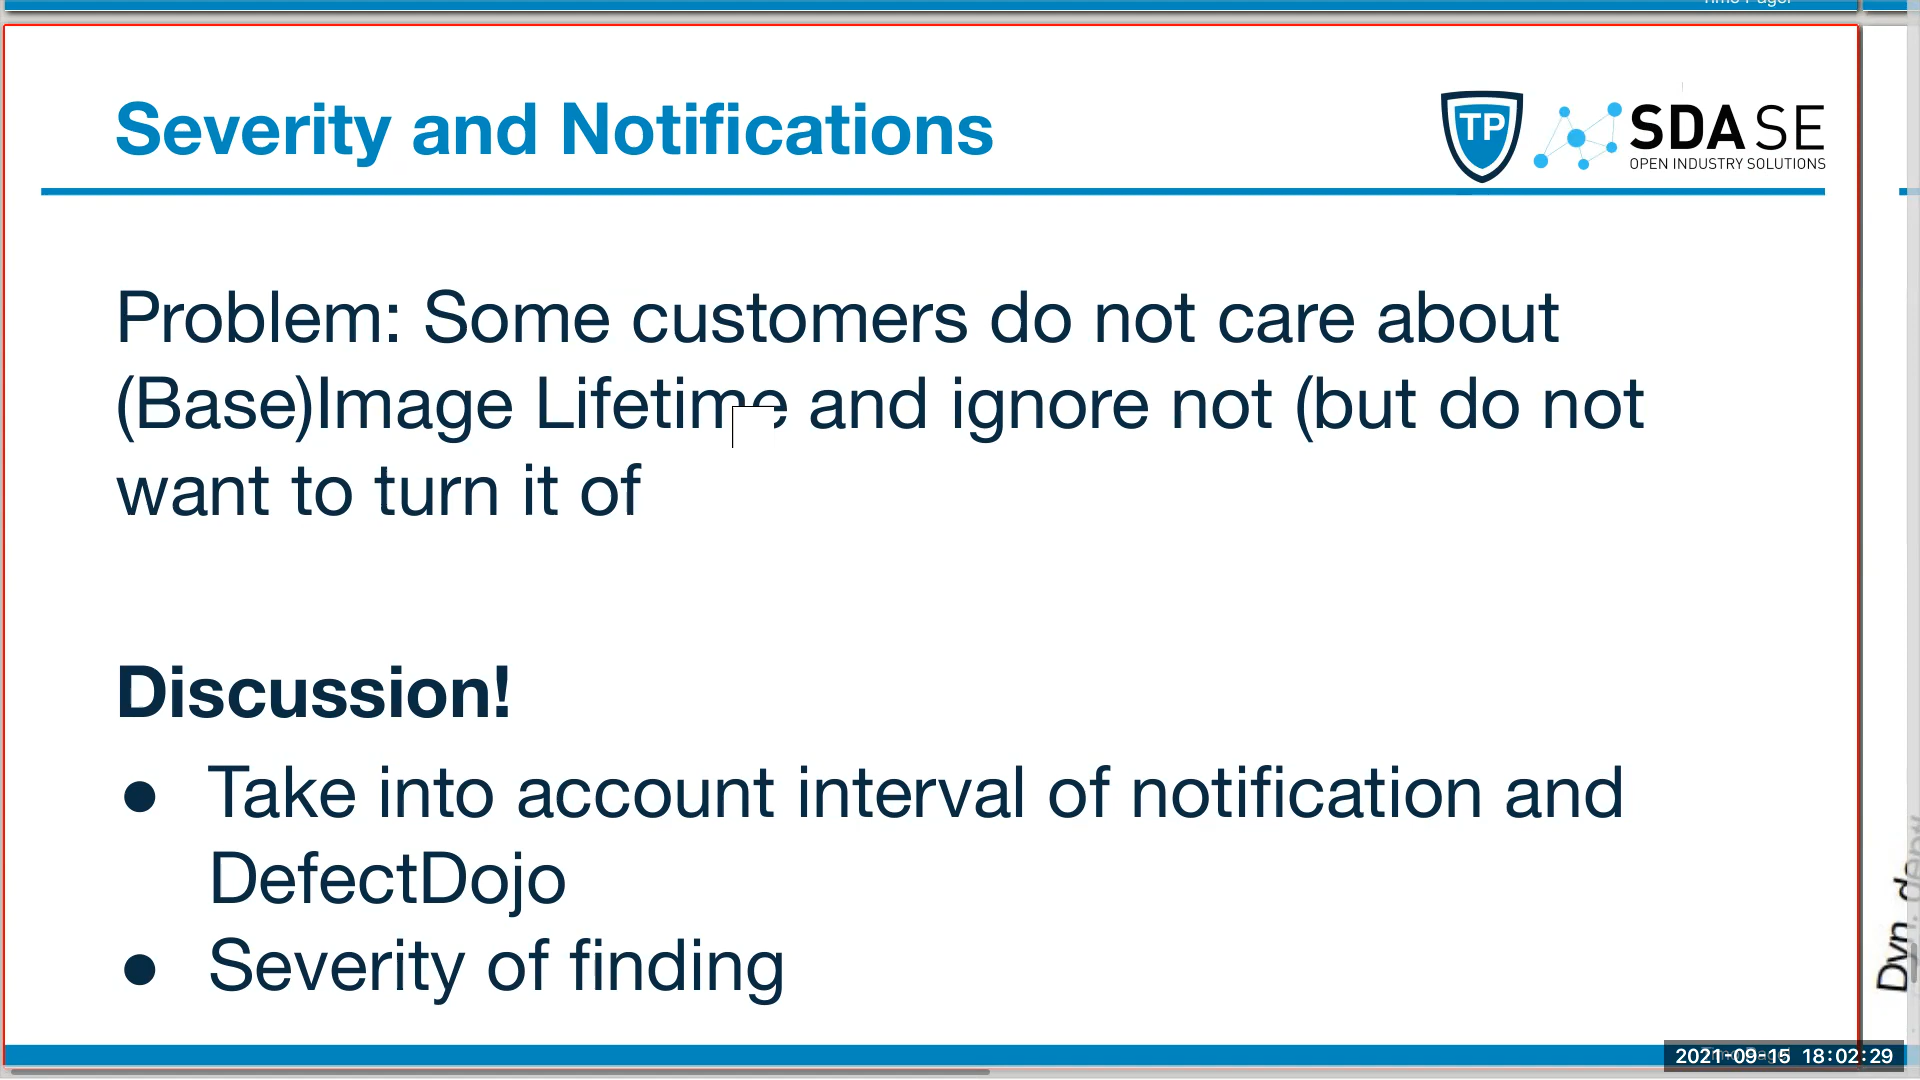 Severity and Notifications
TP
SDA SE
OPEN INDUSTRY SOLUTIONS
Problem: Some customers do not care about
(Base)Image Lifetime and ignore not (but do not
want to turn it of
Discussion!
● Take into account interval of notification and
DefectDojo
● Severity of finding
Dyn.
2021-09-15 18:02:29